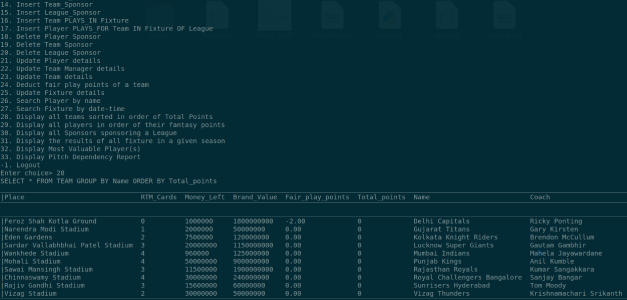 14. Insert Team_Sponsor
15. Insert League_Sponsor
16. Insert Team PLAYS IN Fixture
17. Insert Player PLAYS FOR Team IN Fixture OF League
18. Delete Player_Sponsor
19. Delete Team_Sponsor
20. Delete League_Sponsor
21. Update Player details
22. Update Team Manager details
23. Update Team details
24. Deduct fair play points of a team
25. Update Fixture details
26. Search Player by name
27. Search Fixture by date-time
28. Display all teams sorted in order of Total Points
29. Display all players in order of their fantasy points
30. Display all Sponsors sponsoring a League
31. Display the results of all fixture in a given season
32. Display Most Valuable Player(s)
33. Display Pitch Dependency Report
-1. Logout
Enter choice> 28
SELECT * FROM TEAM GROUP BY Name ORDER BY Total_points
|Place RTM_Cards Money_Left Brand_Value Fair_play_points Total_points Name Coach
|Feroz Shah Kotla Ground 0 1000000 1800000000 -2.00 0 Delhi Capitals Ricky Ponting
|Narendra Modi Stadium 1 2000000 50000000 0.00 0 Gujarat Titans Gary Kirsten
|Eden Gardens 2 7500000 120000000 0.00 0 Kolkata Knight Riders Brendon McCullum
|Sardar Vallabhbhai Patel Stadium 3 20000000 1150000000 0.00 0 Lucknow Super Giants Gautam Gambhir
|Wankhede Stadium 4 960000 125000000 0.00 0 Mumbai Indians Mahela Jayawardane
|Mohali Stadium 4 50000000 900000000 0.00 0 Punjab Kings Anil Kumble
|Sawai Mansingh Stadium 3 11500000 1900000000 0.00 0 Rajasthan Royals Kumar Sangakkara
|Chinnaswamy Stadium 4 30000000 246000000 0.00 0 Royal Challengers Bangalore Sanjay Bangar
|Rajiv Gandhi Stadium 3 15600000 60000000 0.00 0 Sunrisers Hyderabad Tom Moody
|Vizag Stadium 2 30000000 50000000 0.00 0 Vizag Thunders Krishnammachari Srikanth